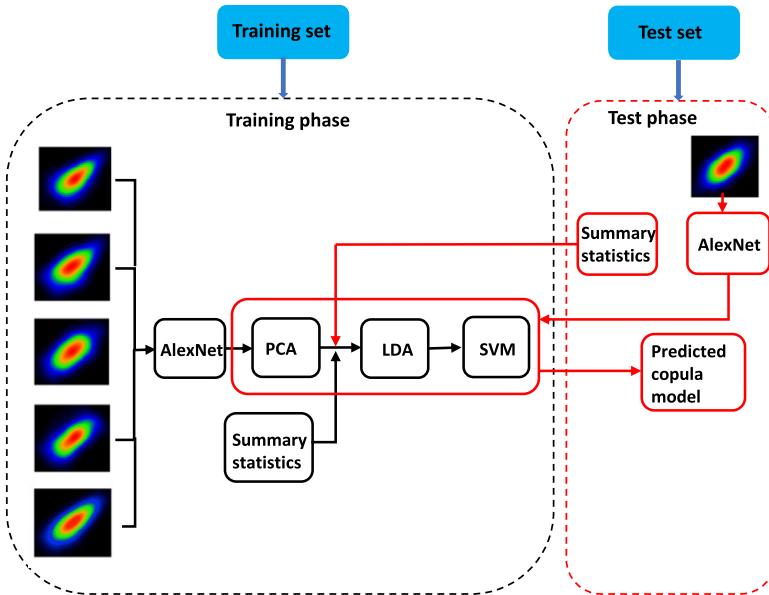 Training set
Test set
Training phase
Test phase
Summary
statistics
AlexNet
AlexNet
PCA
LDA
SVM
Predicted
copula
model
Summary
statistics